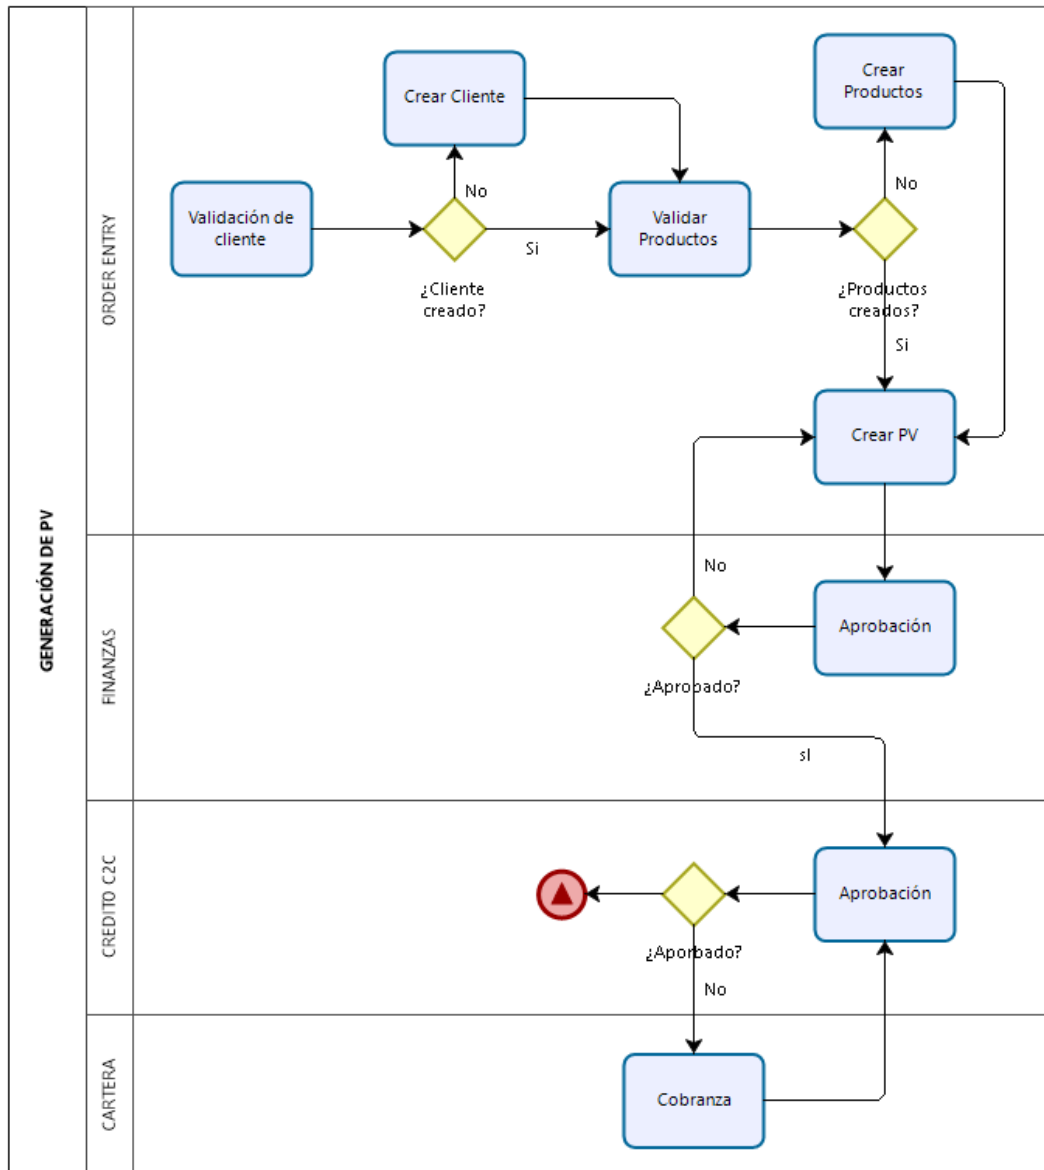 GENERACIÓN DE PV
ORDER ENTRY
Validación de
cliente
Crear Cliente
No
¿Cliente
creado?
Si
Validar
Productos
Crear
Productos
No
¿Productos
creados?
Si
Crear PV
FINANZAS
No
Aprobación
¿Aprobado?
sI
CREDITO C2C
Aprobación
¿Aporbado?
No
CARTERA
Cobranza